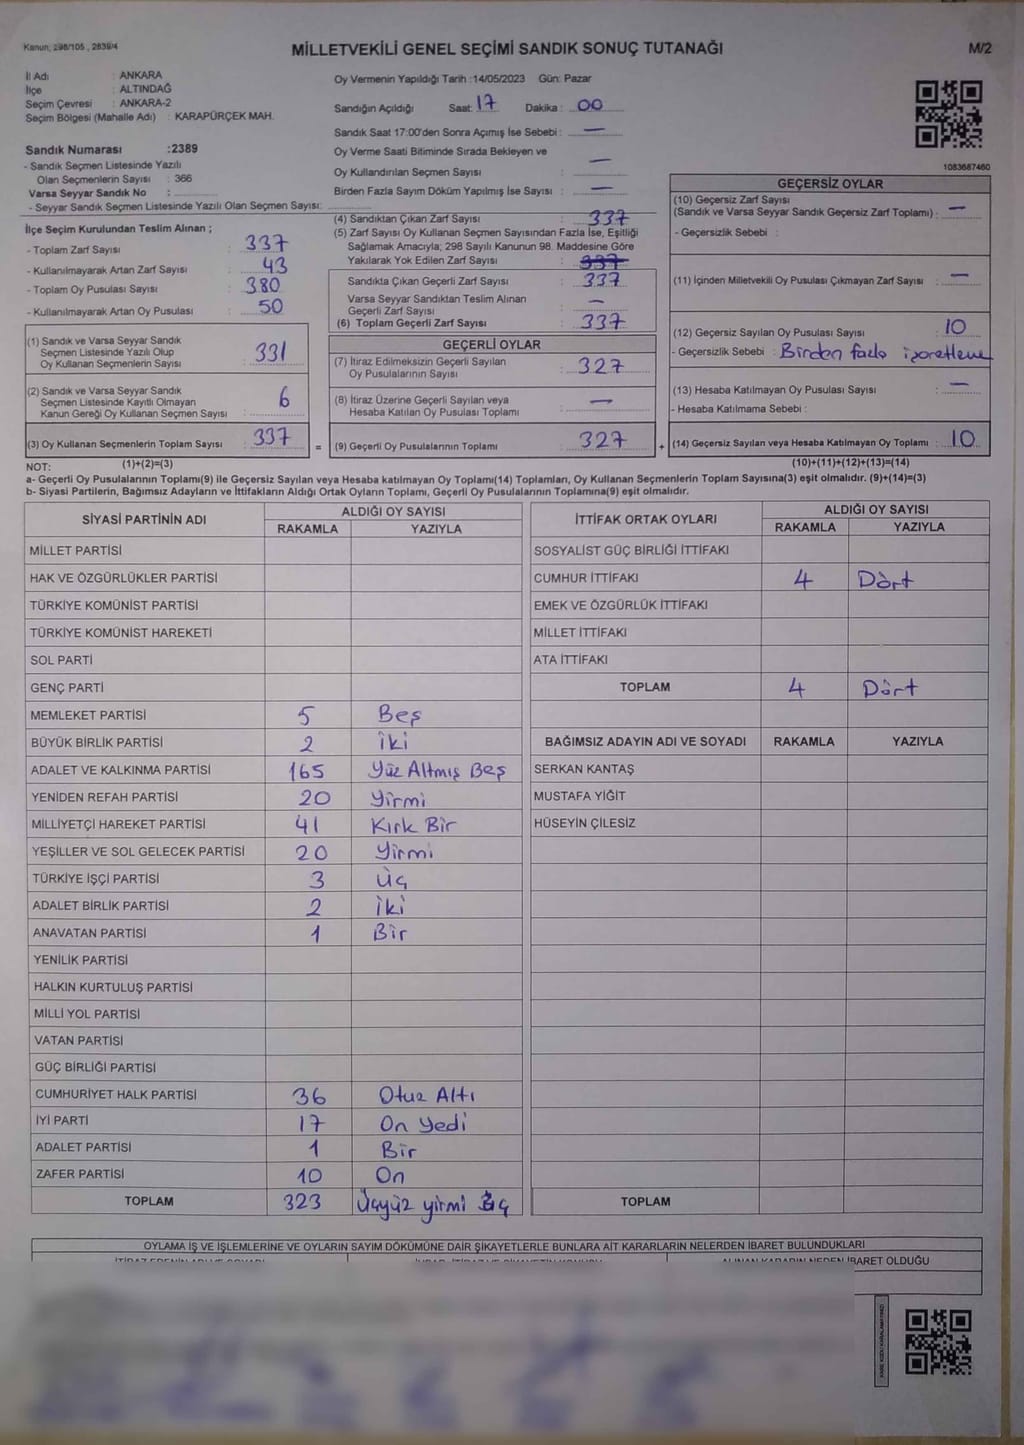 Kanun; 298/105 , 2839/4
MİLLETVEKİLİ GENEL SEÇİMİ SANDIK SONUÇ TUTANAĞI
M/2
İl Adı : ANKARA
İlçe : ALTINDAĞ
Seçim Çevresi : ANKARA-2
Seçim Bölgesi (Mahalle Adı) : KARAPÜRÇEK MAH.
Sandık Numarası :2389
- Sandık Seçmen Listesinde Yazılı
Olan Seçmenlerin Sayısı : 366
Varsa Seyyar Sandık No :
- Seyyar Sandık Seçmen Listesinde Yazılı Olan Seçmen Sayısı:
Oy Vermenin Yapıldığı Tarih :14/05/2023 Gün: Pazar
Sandığın Açıldığı Saat: 17 Dakika : 00
Sandık Saat 17:00'den Sonra Açımış İse Sebebi : —
Oy Verme Saati Bitiminde Sırada Bekleyen ve
Oy Kullandırılan Seçmen Sayısı : —
Birden Fazla Sayım Döküm Yapılmış İse Sayısı : —
1083687460
İlçe Seçim Kurulundan Teslim Alınan ;
- Toplam Zarf Sayısı : 337
- Kullanılmayarak Artan Zarf Sayısı : 43
- Toplam Oy Pusulası Sayısı : 380
- Kullanılmayarak Artan Oy Pusulası : 50
(4) Sandıktan Çıkan Zarf Sayısı : 337
(5) Zarf Sayısı Oy Kullanan Seçmen Sayısından Fazla İse, Eşitliği
Sağlamak Amacıyla; 298 Sayılı Kanunun 98. Maddesine Göre
Yakılarak Yok Edilen Zarf Sayısı : 337
Sandıkta Çıkan Geçerli Zarf Sayısı : 337
Varsa Seyyar Sandıktan Teslim Alınan
Geçerli Zarf Sayısı : —
(6) Toplam Geçerli Zarf Sayısı : 337
GEÇERSİZ OYLAR
(10) Geçersiz Zarf Sayısı
(Sandık ve Varsa Seyyar Sandık Geçersiz Zarf Toplamı) : —
- Geçersizlik Sebebi :
(11) İçinden Milletvekili Oy Pusulası Çıkmayan Zarf Sayısı : —
(12) Geçersiz Sayılan Oy Pusulası Sayısı : 10
- Geçersizlik Sebebi : Birden fazla işaretleme
(13) Hesaba Katılmayan Oy Pusulası Sayısı : —
- Hesaba Katılmama Sebebi :
(14) Geçersiz Sayılan veya Hesaba Katılmayan Oy Toplamı : 10
(10)+(11)+(12)+(13)=(14)
(1) Sandık ve Varsa Seyyar Sandık
Seçmen Listesinde Yazılı Olup
Oy Kullanan Seçmenlerin Sayısı : 331
(2) Sandık ve Varsa Seyyar Sandık
Seçmen Listesinde Kayıtlı Olmayan
Kanun Gereği Oy Kullanan Seçmen Sayısı : 6
(3) Oy Kullanan Seçmenlerin Toplam Sayısı : 337
=
GEÇERLİ OYLAR
(7) İtiraz Edilmeksizin Geçerli Sayılan
Oy Pusulalarının Sayısı : 327
(8) İtiraz Üzerine Geçerli Sayılan veya
Hesaba Katılan Oy Pusulası Toplamı : —
(9) Geçerli Oy Pusulalarının Toplamı : 327
+
NOT: (1)+(2)=(3)
a- Geçerli Oy Pusulalarının Toplamı(9) ile Geçersiz Sayılan veya Hesaba katılmayan Oy Toplamı(14) Toplamları, Oy Kullanan Seçmenlerin Toplam Sayısına(3) eşit olmalıdır. (9)+(14)=(3)
b- Siyasi Partilerin, Bağımsız Adayların ve İttifakların Aldığı Ortak Oyların Toplamı, Geçerli Oy Pusulalarının Toplamına(9) eşit olmalıdır.
SİYASİ PARTİNİN ADI
ALDIĞI OY SAYISI
RAKAMLA YAZIYLA
MİLLET PARTİSİ
HAK VE ÖZGÜRLÜKLER PARTİSİ
TÜRKİYE KOMÜNİST PARTİSİ
TÜRKİYE KOMÜNİST HAREKETİ
SOL PARTİ
GENÇ PARTİ
MEMLEKET PARTİSİ 5 Beş
BÜYÜK BİRLİK PARTİSİ 2 iki
ADALET VE KALKINMA PARTİSİ 165 Yüz Altmış Beş
YENİDEN REFAH PARTİSİ 20 Yirmi
MİLLİYETÇİ HAREKET PARTİSİ 41 Kırk Bir
YEŞİLLER VE SOL GELECEK PARTİSİ 20 Yirmi
TÜRKİYE İŞÇİ PARTİSİ 3 Üç
ADALET BİRLİK PARTİSİ 2 İki
ANAVATAN PARTİSİ 1 Bir
YENİLİK PARTİSİ
HALKIN KURTULUŞ PARTİSİ
MİLLİ YOL PARTİSİ
VATAN PARTİSİ
GÜÇ BİRLİĞİ PARTİSİ
CUMHURİYET HALK PARTİSİ 36 Otuz Altı
İYİ PARTİ 17 On Yedi
ADALET PARTİSİ 1 Bir
ZAFER PARTİSİ 10 On
TOPLAM 323 Üçyüz yirmi üç
İTTİFAK ORTAK OYLARI
ALDIĞI OY SAYISI
RAKAMLA YAZIYLA
SOSYALİST GÜÇ BİRLİĞİ İTTİFAKI
CUMHUR İTTİFAKI 4 Dört
EMEK VE ÖZGÜRLÜK İTTİFAKI
MİLLET İTTİFAKI
ATA İTTİFAKI
TOPLAM 4 Dört
BAĞIMSIZ ADAYIN ADI VE SOYADI RAKAMLA YAZIYLA
SERKAN KANTAŞ
MUSTAFA YİĞİT
HÜSEYİN ÇİLESİZ
TOPLAM
OYLAMA İŞ VE İŞLEMLERİNE VE OYLARIN SAYIM DÖKÜMÜNE DAİR ŞİKAYETLERLE BUNLARA AİT KARARLARIN NELERDEN İBARET BULUNDUKLARI